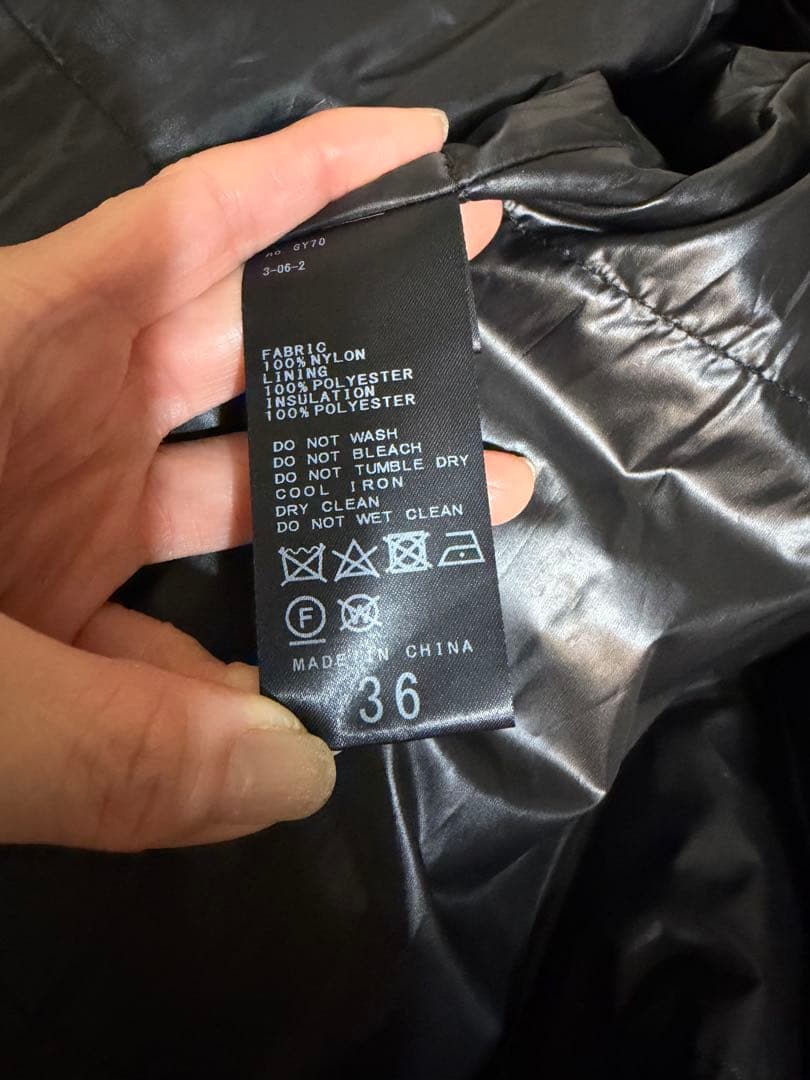 GY70
3-06-2
FABRIC
100% NYLON
LINING
100% POLYESTER
INSULATION
100% POLYESTER
DO NOT WASH
DO NOT BLEACH
DO NOT TUMBLE DRY
COOL IRON
DRY CLEAN
DO NOT WET CLEAN
F W
MADE IN CHINA
36